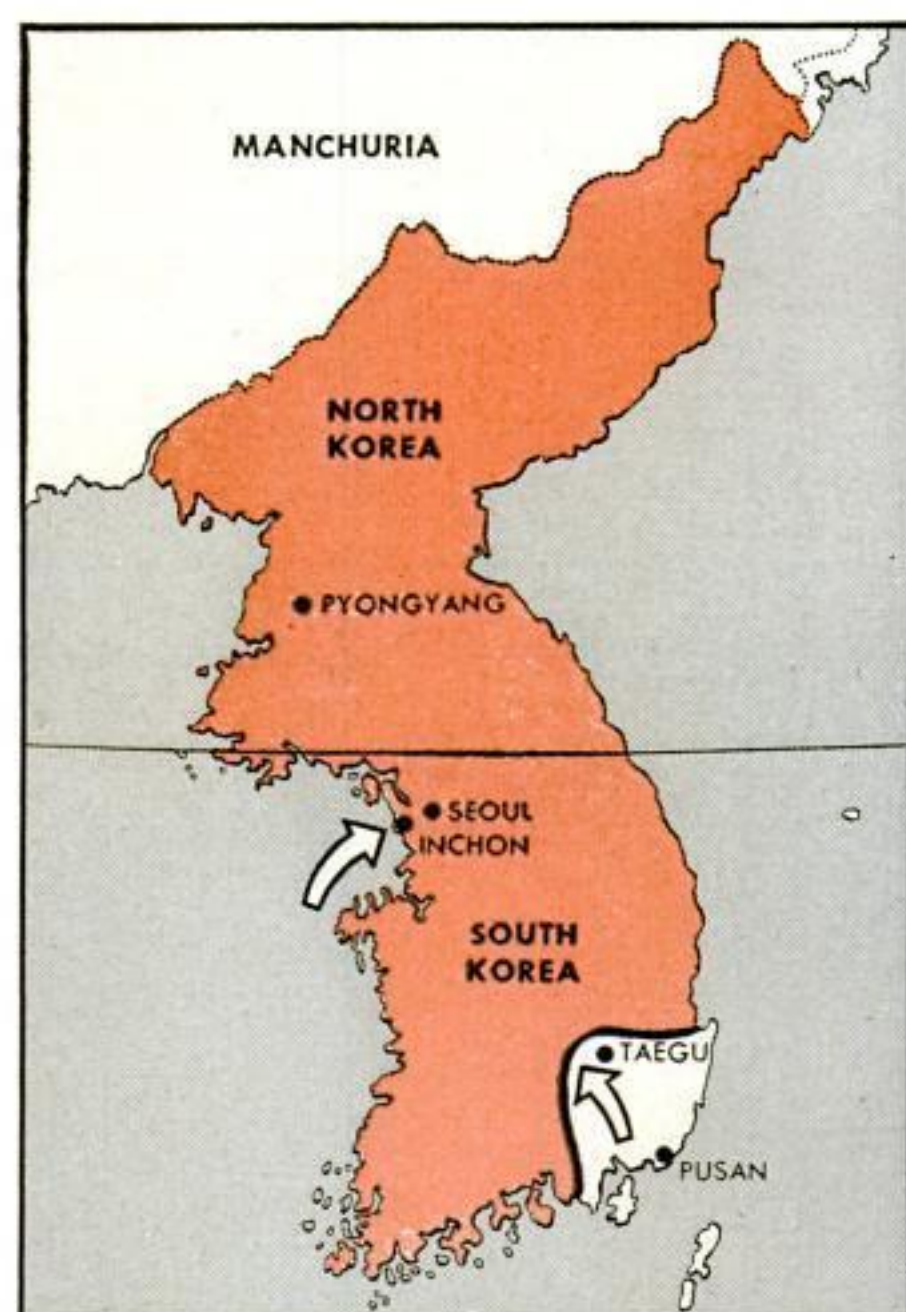 MANCHURIA
NORTH
KOREA
PYONGYANG
SEOUL
INCHON
SOUTH
KOREA
TAEGU
PUSAN